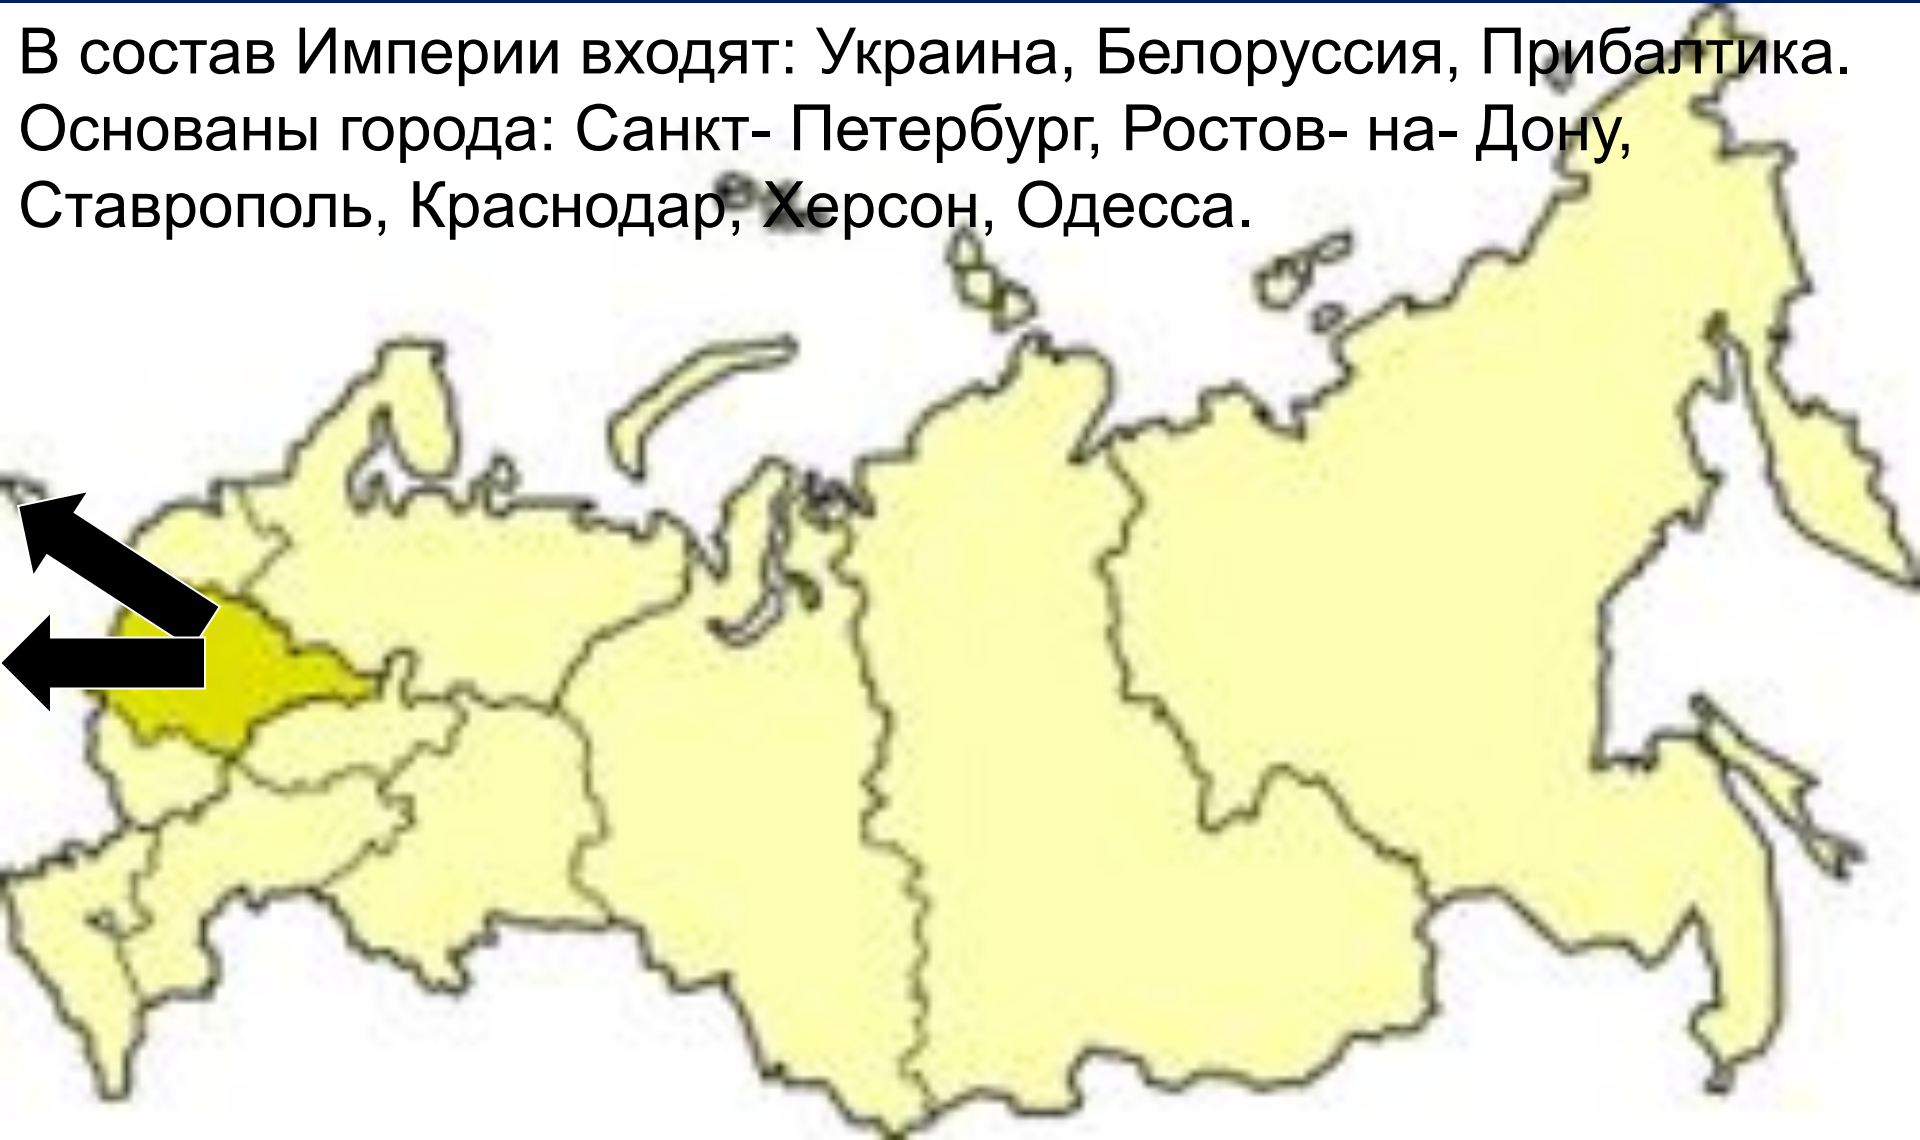 В состав Империи входят: Украина, Белоруссия, Прибалтика.
Основаны города: Санкт- Петербург, Ростов- на- Дону,
Ставрополь, Краснодар, Херсон, Одесса.